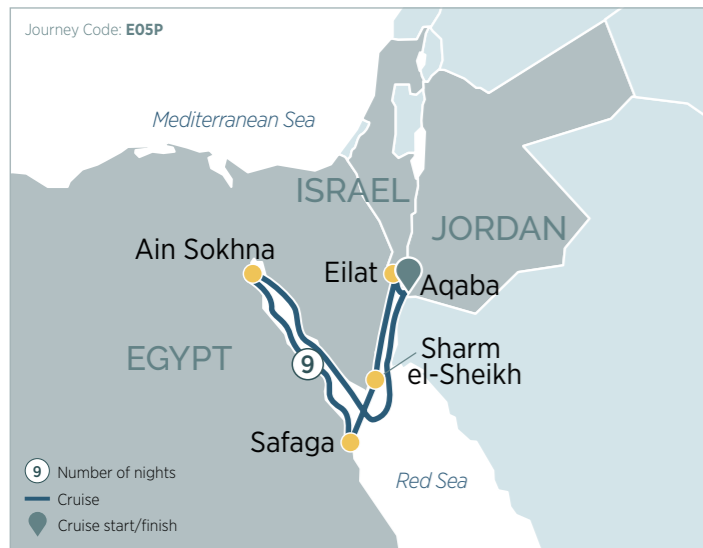 Journey Code: E05P
Mediterranean Sea
ISRAEL
JORDAN
Ain Sokhna
Eilat
Aqaba
EGYPT
9
Sharm
el-Sheikh
Safaga
Red Sea
9 Number of nights
Cruise
Cruise start/finish